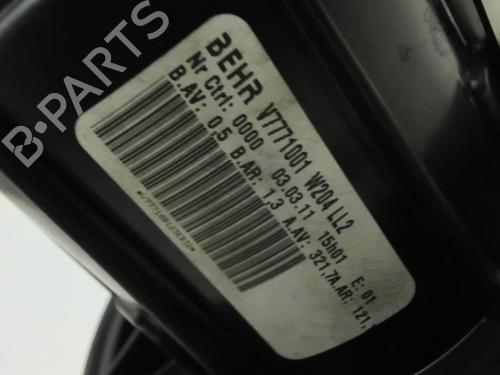 B·PARTS
BEHR V7771001 W204 LL2
Nr Ctrl: 0000 03.03.11 15h01 E: 01
B.AV: 0,5 B.AR: 1,3 A.AV: 321,7A.AR: 121,